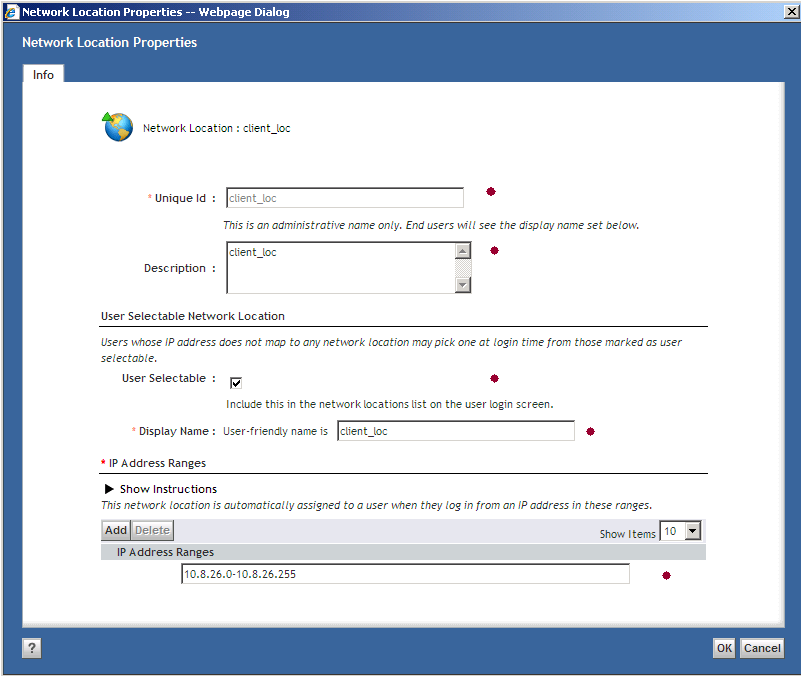 Network Location Properties -- Webpage Dialog
Network Location Properties
Info
Network Location : client_loc
* Unique Id : client_loc
This is an administrative name only. End users will see the display name set below.
Description : client_loc
User Selectable Network Location
Users whose IP address does not map to any network location may pick one at login time from those marked as user
selectable.
User Selectable :
Include this in the network locations list on the user login screen.
* Display Name : User-friendly name is client_loc
* IP Address Ranges
Show Instructions
This network location is automatically assigned to a user when they log in from an IP address in these ranges.
Add Delete Show Items 10
IP Address Ranges
10.8.26.0-10.8.26.255
? OK Cancel